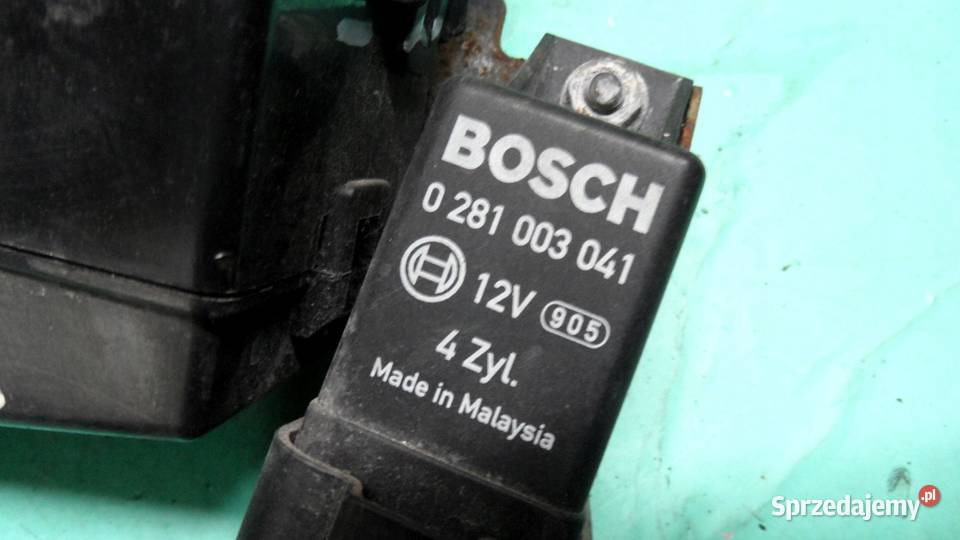 BOSCH
0 281 003 041
12V 905
4 Zyl.
Made in Malaysia
Sprzedajemy.pl